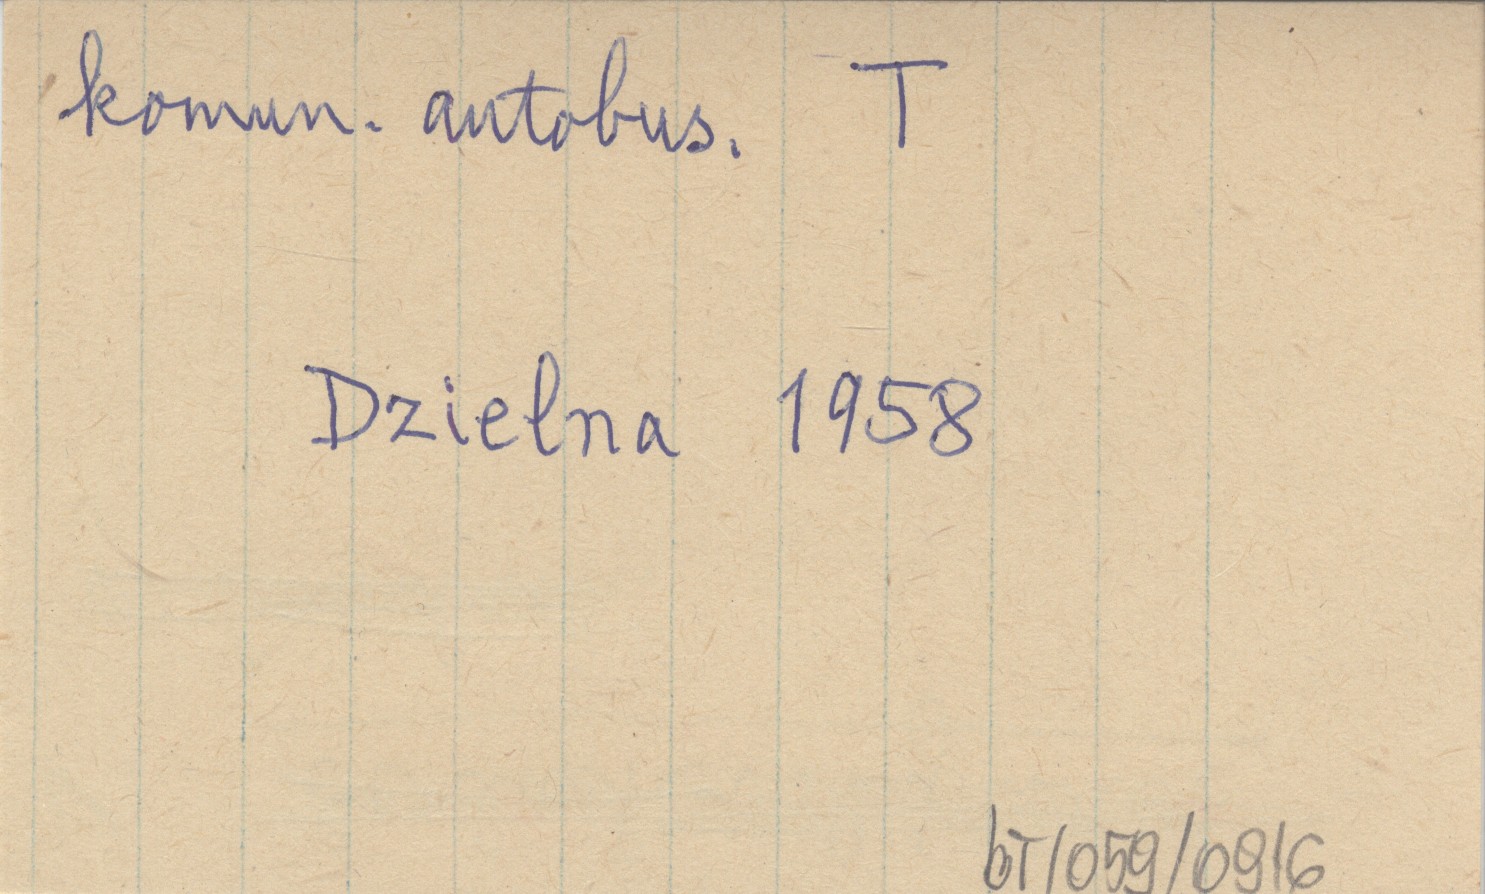 komun. autobus. T
Dzielna 1958
bT/059/0916